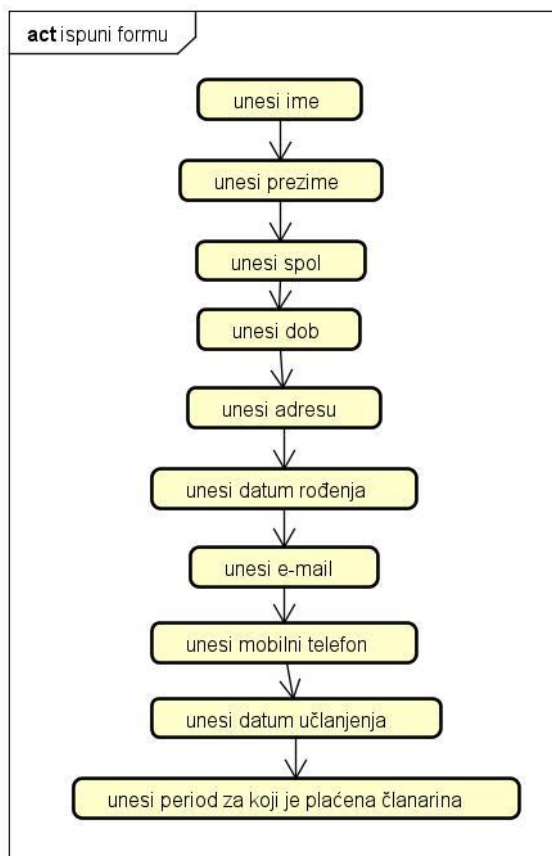 act ispuni formu
unesi ime
unesi prezime
unesi spol
unesi dob
unesi adresu
unesi datum rođenja
unesi e-mail
unesi mobilni telefon
unesi datum učlanjenja
unesi period za koji je plaćena članarina